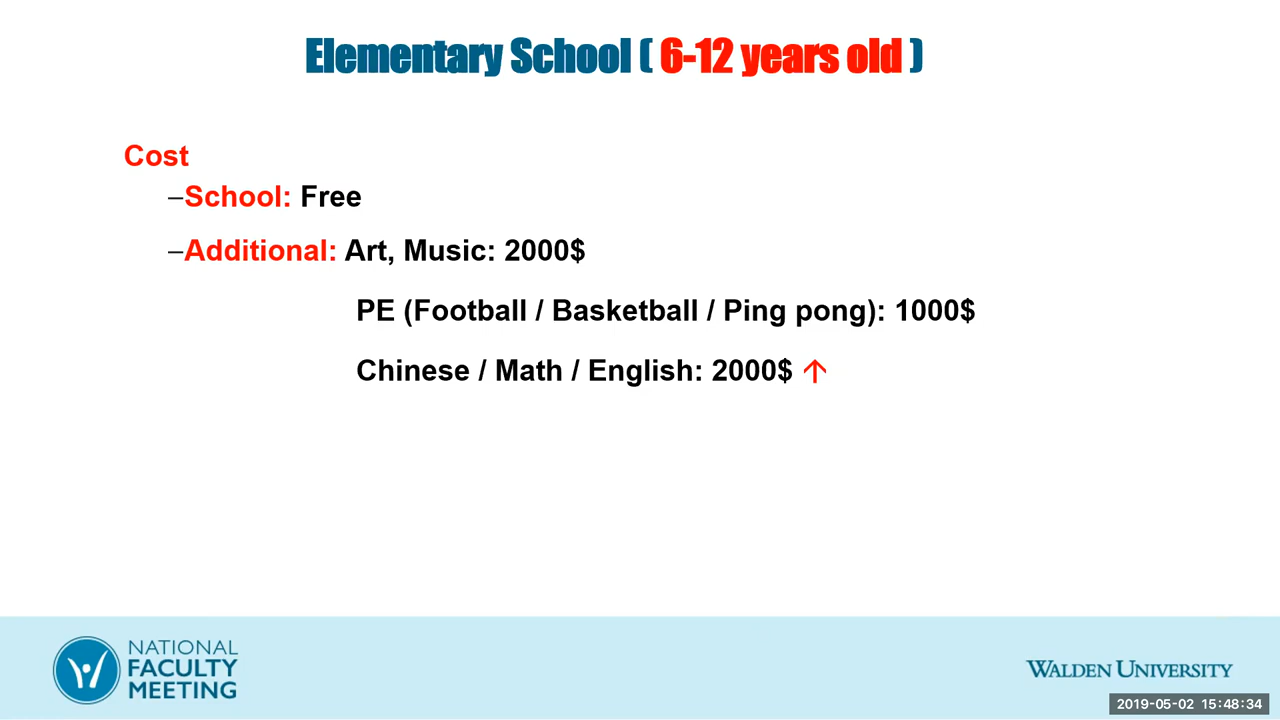 Elementary School ( 6-12 years old )
Cost
–School: Free
–Additional: Art, Music: 2000$
PE (Football / Basketball / Ping pong): 1000$
Chinese / Math / English: 2000$ ↑
NATIONAL
FACULTY
MEETING
WALDEN UNIVERSITY
2019-05-02 15:48:34